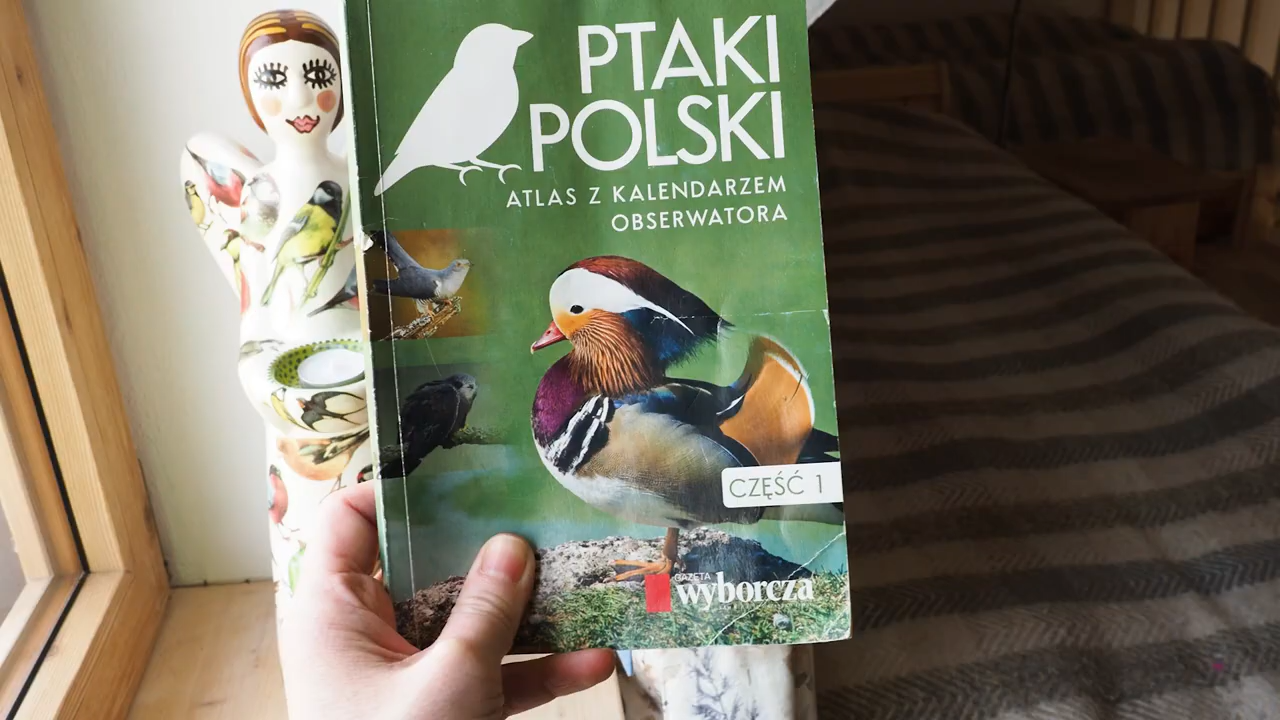 PTAKI
POLSKI
ATLAS Z KALENDARZEM
OBSERWATORA
CZĘŚĆ 1
GAZETA
wyborcza